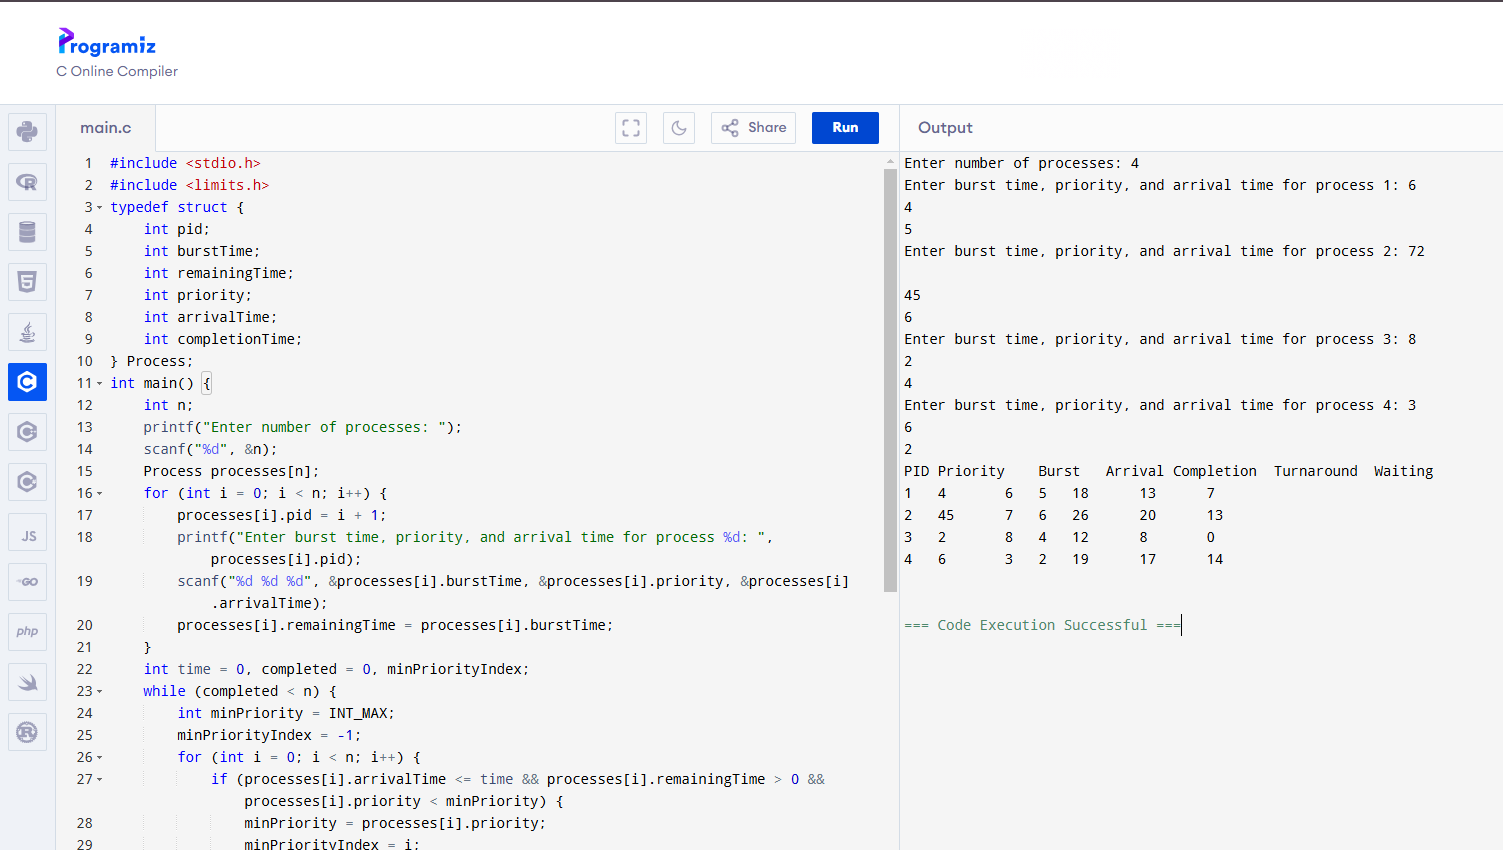 Programiz
C Online Compiler
main.c
Share
Run
Output
1 #include <stdio.h>
2 #include <limits.h>
3 typedef struct {
4     int pid;
5     int burstTime;
6     int remainingTime;
7     int priority;
8     int arrivalTime;
9     int completionTime;
10 } Process;
11 int main() {
12     int n;
13     printf("Enter number of processes: ");
14     scanf("%d", &n);
15     Process processes[n];
16     for (int i = 0; i < n; i++) {
17         processes[i].pid = i + 1;
18         printf("Enter burst time, priority, and arrival time for process %d: ",
            processes[i].pid);
19         scanf("%d %d %d", &processes[i].burstTime, &processes[i].priority, &processes[i]
            .arrivalTime);
20         processes[i].remainingTime = processes[i].burstTime;
21     }
22     int time = 0, completed = 0, minPriorityIndex;
23     while (completed < n) {
24         int minPriority = INT_MAX;
25         minPriorityIndex = -1;
26         for (int i = 0; i < n; i++) {
27             if (processes[i].arrivalTime <= time && processes[i].remainingTime > 0 &&
                processes[i].priority < minPriority) {
28                 minPriority = processes[i].priority;
29                 minPriorityIndex = i;
Enter number of processes: 4
Enter burst time, priority, and arrival time for process 1: 6
4
5
Enter burst time, priority, and arrival time for process 2: 72
45
6
Enter burst time, priority, and arrival time for process 3: 8
2
4
Enter burst time, priority, and arrival time for process 4: 3
6
2
PID Priority    Burst   Arrival Completion  Turnaround  Waiting
1   4       6   5   18      13      7
2   45      7   6   26      20      13
3   2       8   4   12      8       0
4   6       3   2   19      17      14
=== Code Execution Successful ===
JS
GO
php